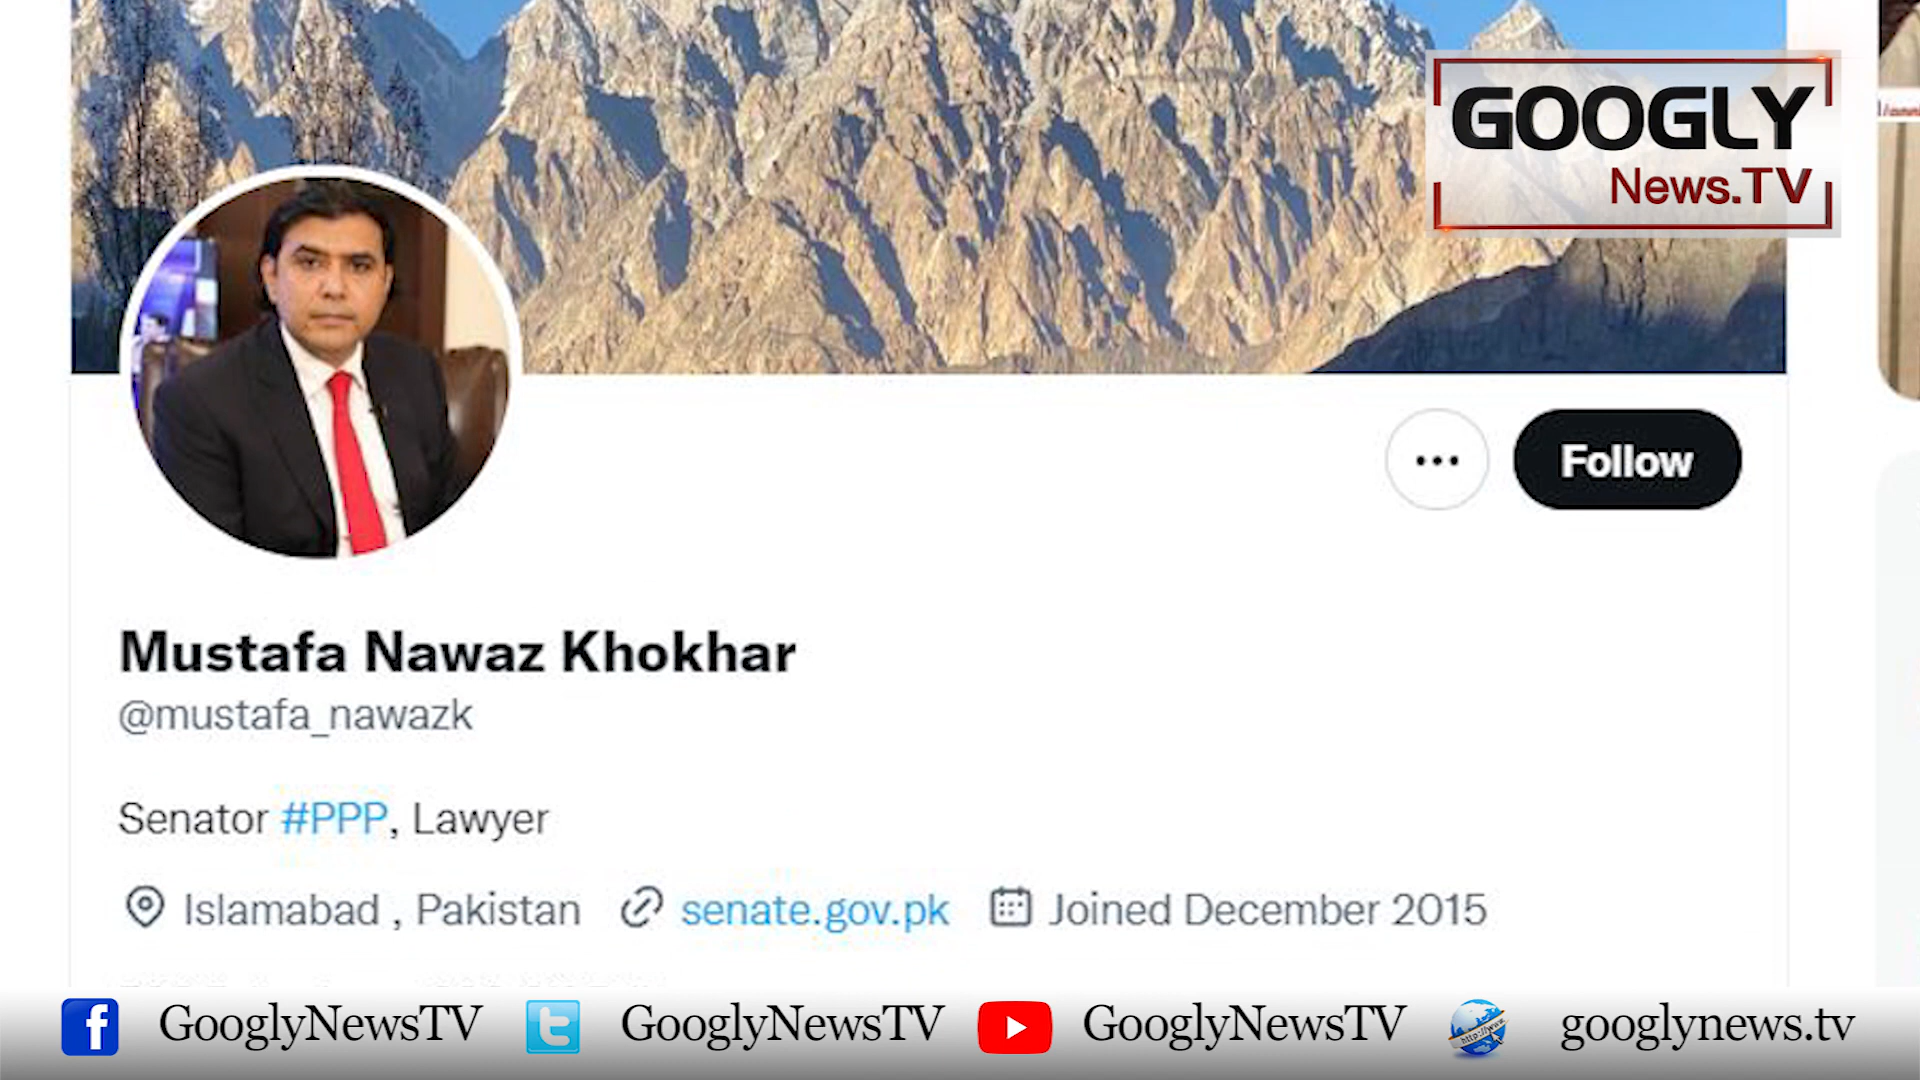 GOOGLY
News.TV
Follow
Mustafa Nawaz Khokhar
@mustafa_nawazk
Senator #PPP, Lawyer
Islamabad , Pakistan senate.gov.pk Joined December 2015
GooglyNewsTV GooglyNewsTV GooglyNewsTV googlynews.tv